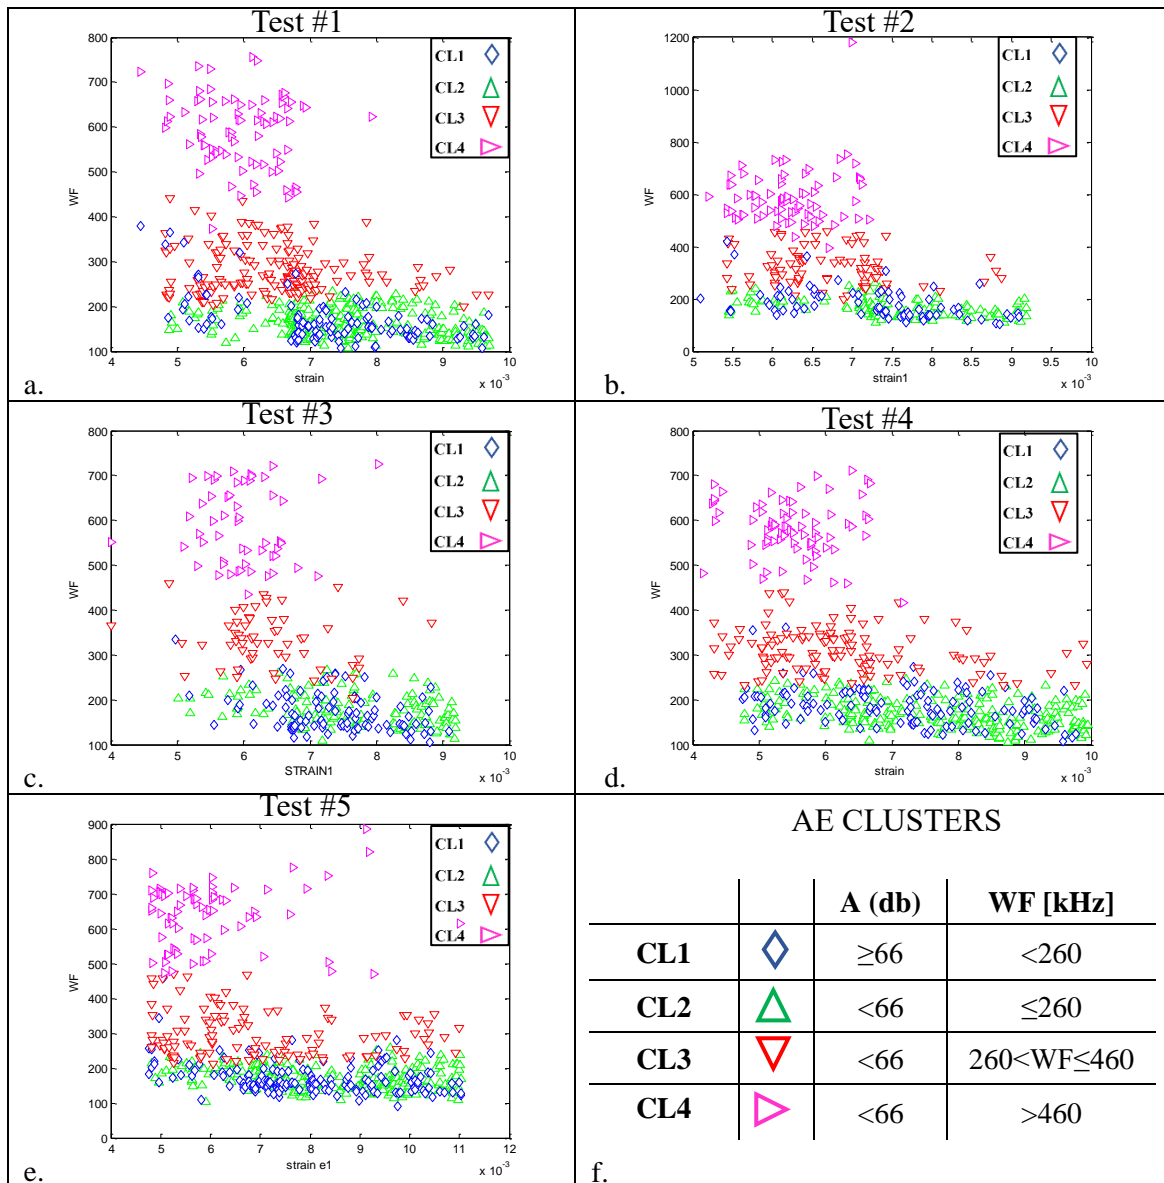 Test #1
800
700
600
500
400
300
200
100
WF
4
5
6
7
8
9
10
strain
x 10⁻³
CL1
CL2
CL3
CL4
a.
Test #2
1200
1000
800
600
400
200
0
WF
5
5.5
6
6.5
7
7.5
8
8.5
9
9.5
10
strain1
x 10⁻³
CL1
CL2
CL3
CL4
b.
Test #3
800
700
600
500
400
300
200
100
WF
4
5
6
7
8
9
10
STRAIN1
x 10⁻³
CL1
CL2
CL3
CL4
c.
Test #4
800
700
600
500
400
300
200
100
WF
4
5
6
7
8
9
10
strain
x 10⁻³
CL1
CL2
CL3
CL4
d.
Test #5
900
800
700
600
500
400
300
200
100
0
WF
4
5
6
7
8
9
10
11
12
strain e1
x 10⁻³
CL1
CL2
CL3
CL4
e.
AE CLUSTERS
A (db) WF [kHz]
CL1 ≥66 <260
CL2 <66 ≤260
CL3 <66 260<WF≤460
CL4 <66 >460
f.